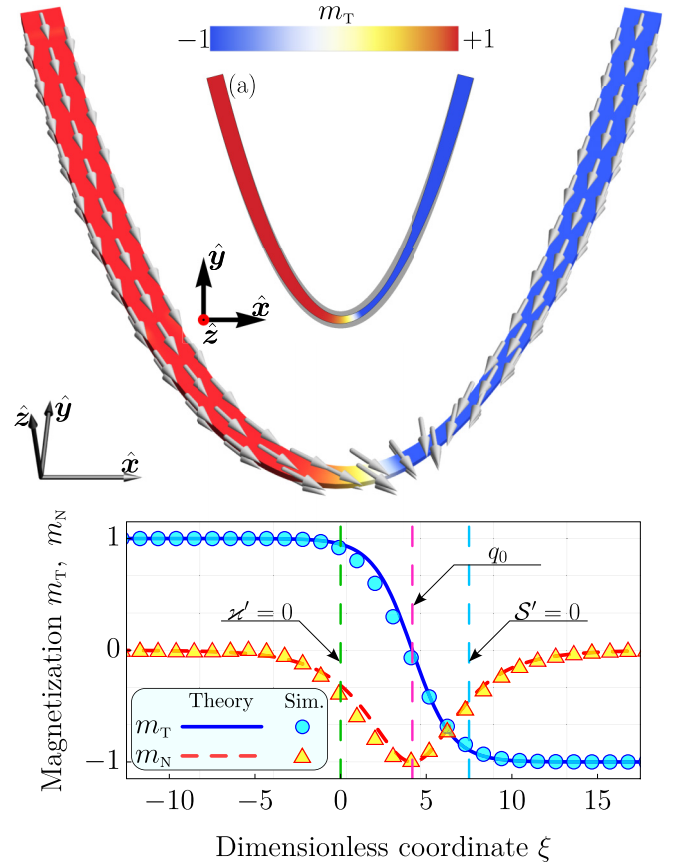 m_T
−1 +1
(a)
ŷ
x̂
ẑ
ẑ ŷ
x̂
Magnetization m_T, m_N
1
0
−1
q_0
ϰ′ = 0
𝒮′ = 0
Theory Sim.
m_T
m_N
−10 −5 0 5 10 15
Dimensionless coordinate ξ